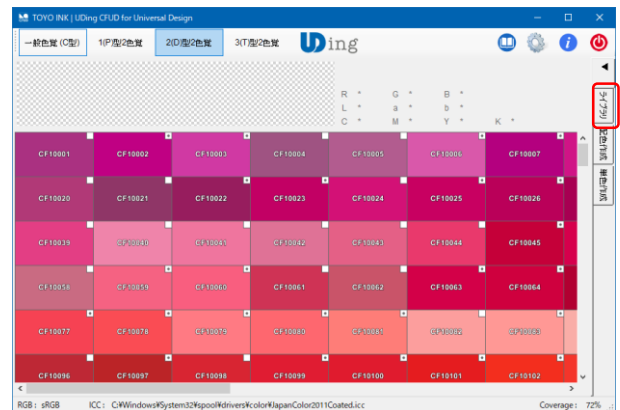 TOYO INK | UDing CFUD for Universal Design
一般色覚 (C型) 1(P)型/2色覚 2(D)型/2色覚 3(T)型/2色覚 UDing
R * G * B *
L * a * b *
C * M * Y * K *
ライブラリ
配色作成
単色作成
CF10001 CF10002 CF10003 CF10004 CF10005 CF10006 CF10007
CF10020 CF10021 CF10022 CF10023 CF10024 CF10025 CF10026
CF10039 CF10040 CF10041 CF10042 CF10043 CF10044 CF10045
CF10058 CF10059 CF10060 CF10061 CF10062 CF10063 CF10064
CF10077 CF10078 CF10079 CF10080 CF10081 CF10082 CF10083
CF10096 CF10097 CF10098 CF10099 CF10100 CF10101 CF10102
RGB : sRGB ICC : C:¥Windows¥System32¥spool¥drivers¥color¥JapanColor2011Coated.icc Coverage : 72%